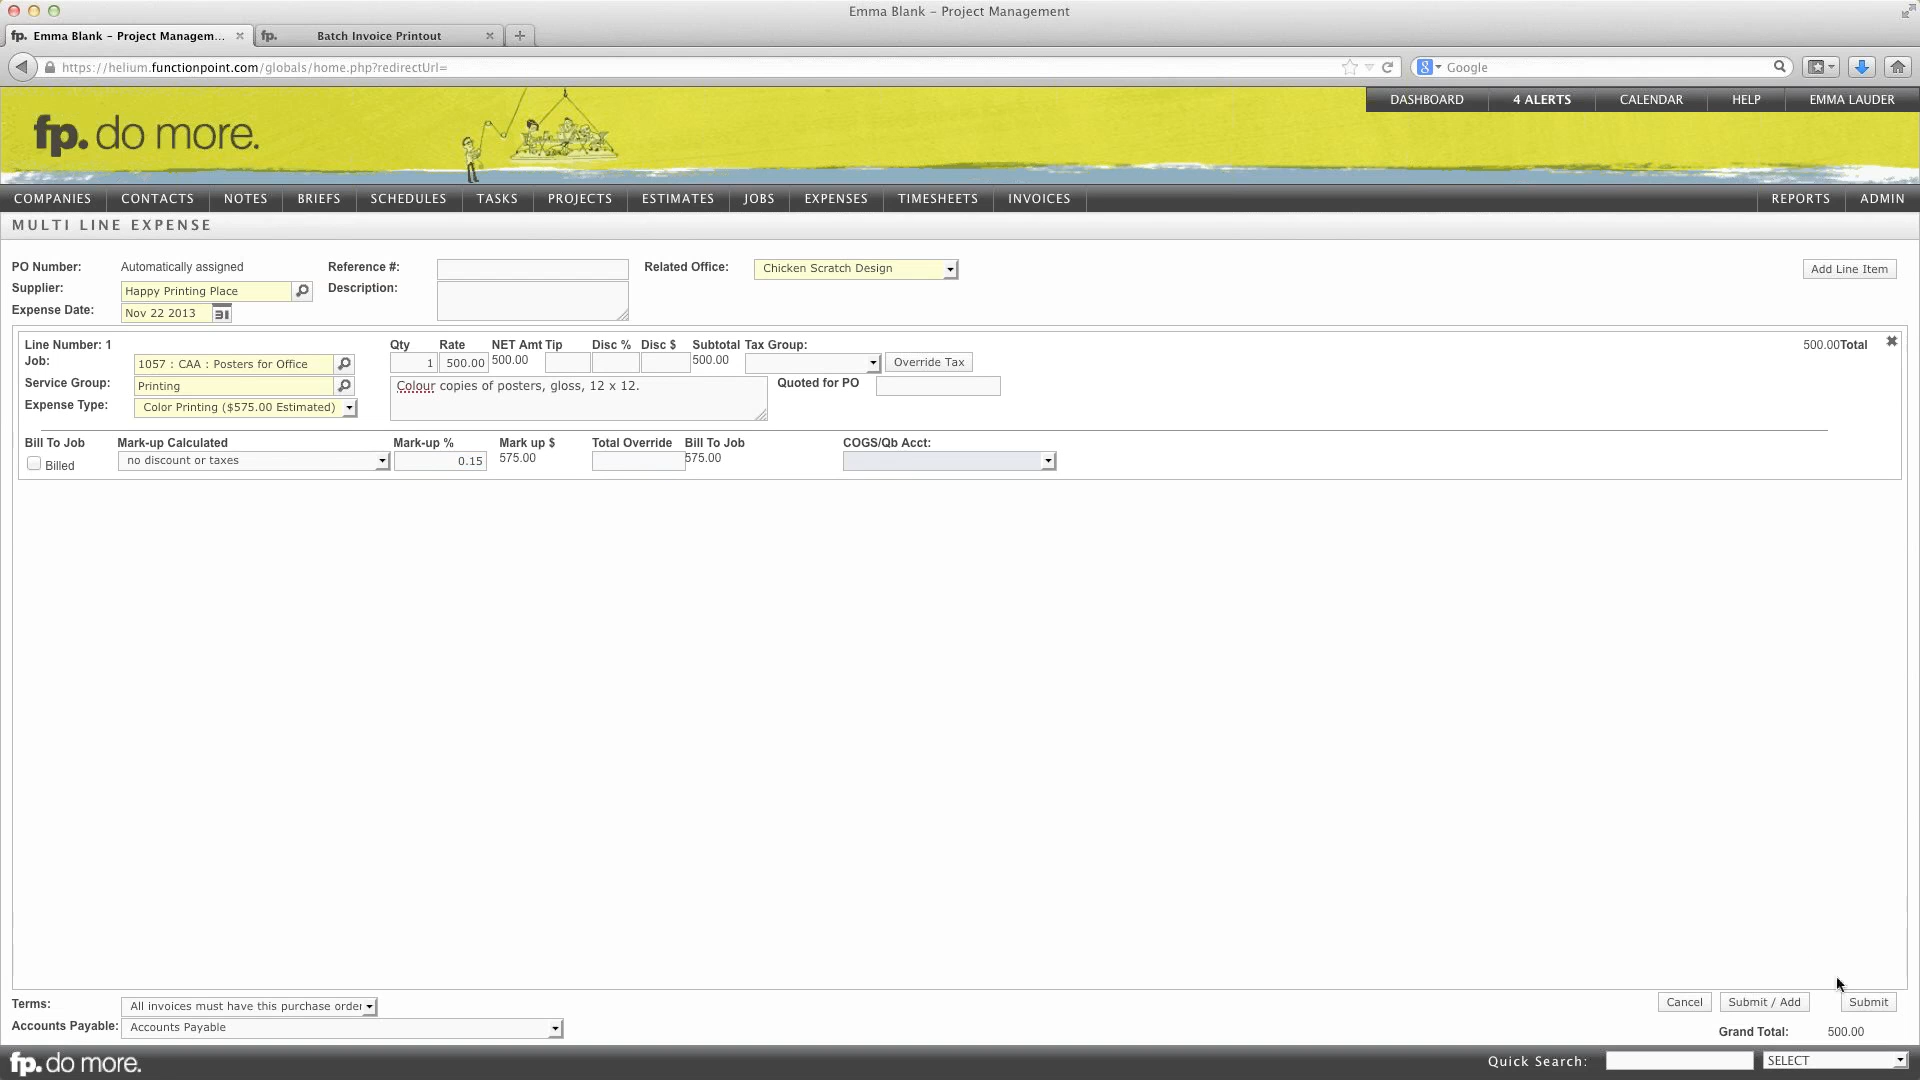 Emma Blank – Project Management
fp. Emma Blank – Project Managem... fp. Batch Invoice Printout
https://helium.functionpoint.com/globals/home.php?redirectUrl= Google
DASHBOARD 4 ALERTS CALENDAR HELP EMMA LAUDER
fp. do more.
COMPANIES CONTACTS NOTES BRIEFS SCHEDULES TASKS PROJECTS ESTIMATES JOBS EXPENSES TIMESHEETS INVOICES REPORTS ADMIN
MULTI LINE EXPENSE
PO Number: Automatically assigned Reference #: Related Office: Chicken Scratch Design Add Line Item
Supplier: Happy Printing Place Description:
Expense Date: Nov 22 2013 31
Line Number: 1 Qty Rate NET Amt Tip Disc % Disc $ Subtotal Tax Group: 500.00Total
Job: 1057 : CAA : Posters for Office 1 500.00 500.00 500.00 Override Tax
Service Group: Printing Colour copies of posters, gloss, 12 x 12. Quoted for PO
Expense Type: Color Printing ($575.00 Estimated)
Bill To Job Mark-up Calculated Mark-up % Mark up $ Total Override Bill To Job COGS/Qb Acct:
Billed no discount or taxes 0.15 575.00 575.00
Terms: All invoices must have this purchase order Cancel Submit / Add Submit
Accounts Payable: Accounts Payable Grand Total: 500.00
fp. do more. Quick Search: SELECT